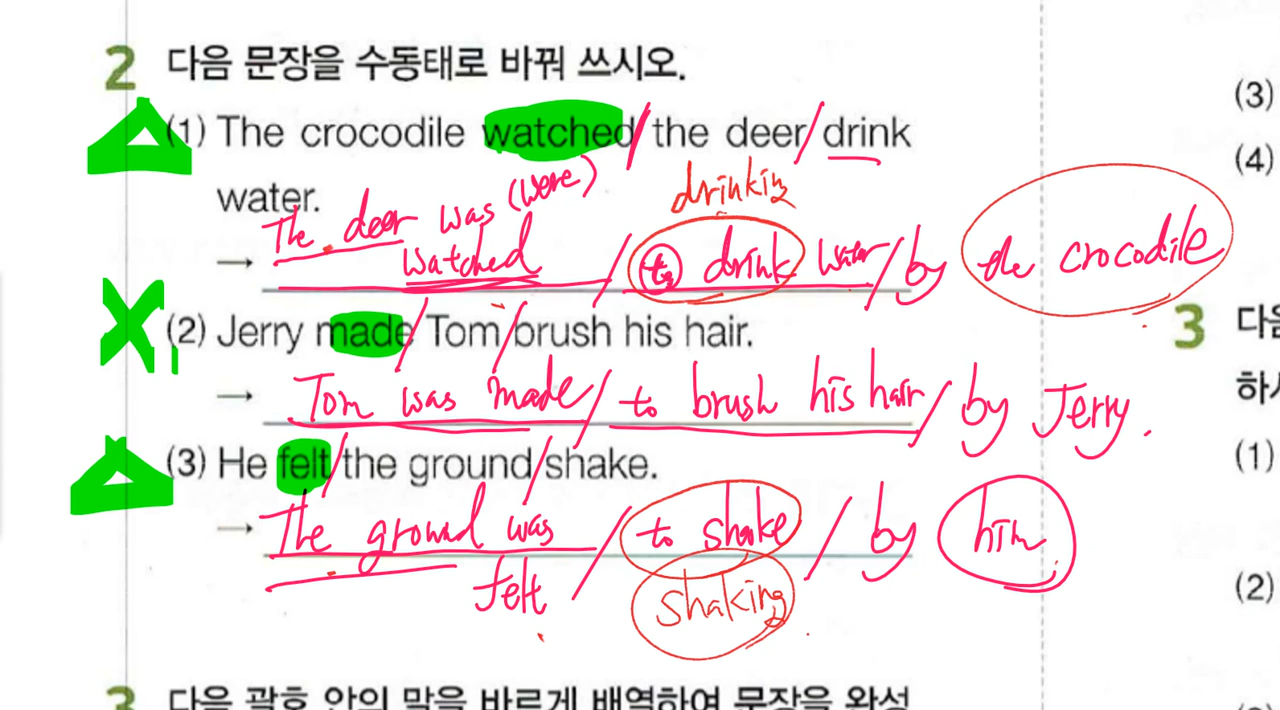 2 다음 문장을 수동태로 바꿔 쓰시오.
(1) The crocodile watched / the deer / drink
water.
The deer was (were) drinking
→ watched / to drink water / by the crocodile
(2) Jerry made / Tom / brush his hair.
→ Tom was made / to brush his hair / by Jerry.
(3) He felt / the ground / shake.
→ The ground was / to shake / by him.
felt shaking
3 다음 괄호 안의 말을 바르게 배열하여 문장을 완성
(3)
(4)
3 다음
(1)
(2)